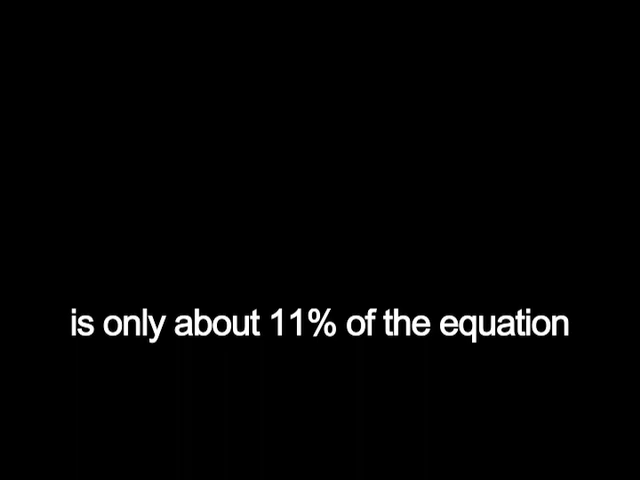 is only about 11% of the equation